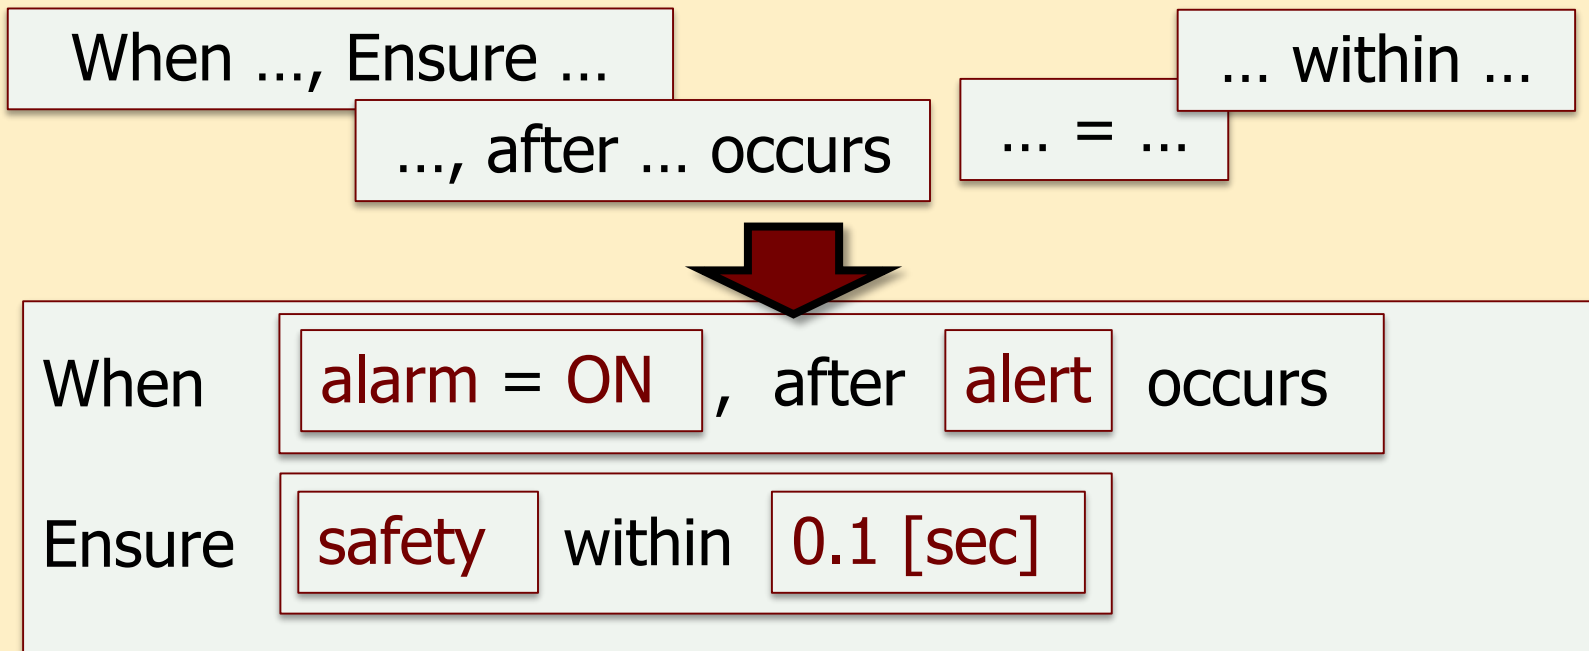 When ..., Ensure ...
... within ...
..., after ... occurs
... = ...
When alarm = ON , after alert occurs
Ensure safety within 0.1 [sec]